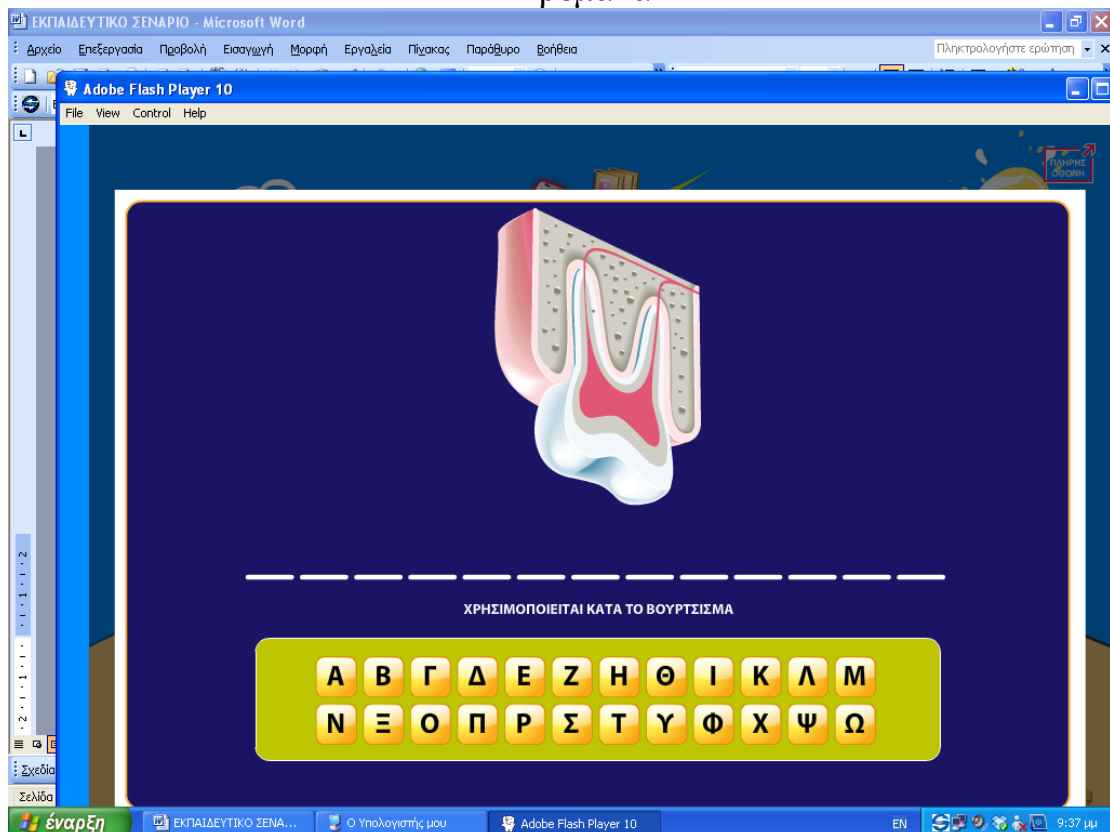 ΕΚΠΑΙΔΕΥΤΙΚΟ ΣΕΝΑΡΙΟ - Microsoft Word
Αρχείο Επεξεργασία Προβολή Εισαγωγή Μορφή Εργαλεία Πίνακας Παράθυρο Βοήθεια Πληκτρολογήστε ερώτηση
Adobe Flash Player 10
File View Control Help
ΠΛΗΡΗΣ
ΟΘΟΝΗ
ΧΡΗΣΙΜΟΠΟΙΕΙΤΑΙ ΚΑΤΑ ΤΟ ΒΟΥΡΤΣΙΣΜΑ
Α Β Γ Δ Ε Ζ Η Θ Ι Κ Λ Μ
Ν Ξ Ο Π Ρ Σ Τ Υ Φ Χ Ψ Ω
Σχεδία
Σελίδα
έναρξη ΕΚΠΑΙΔΕΥΤΙΚΟ ΣΕΝΑ... Ο Υπολογιστής μου Adobe Flash Player 10 EN 9:37 μμ